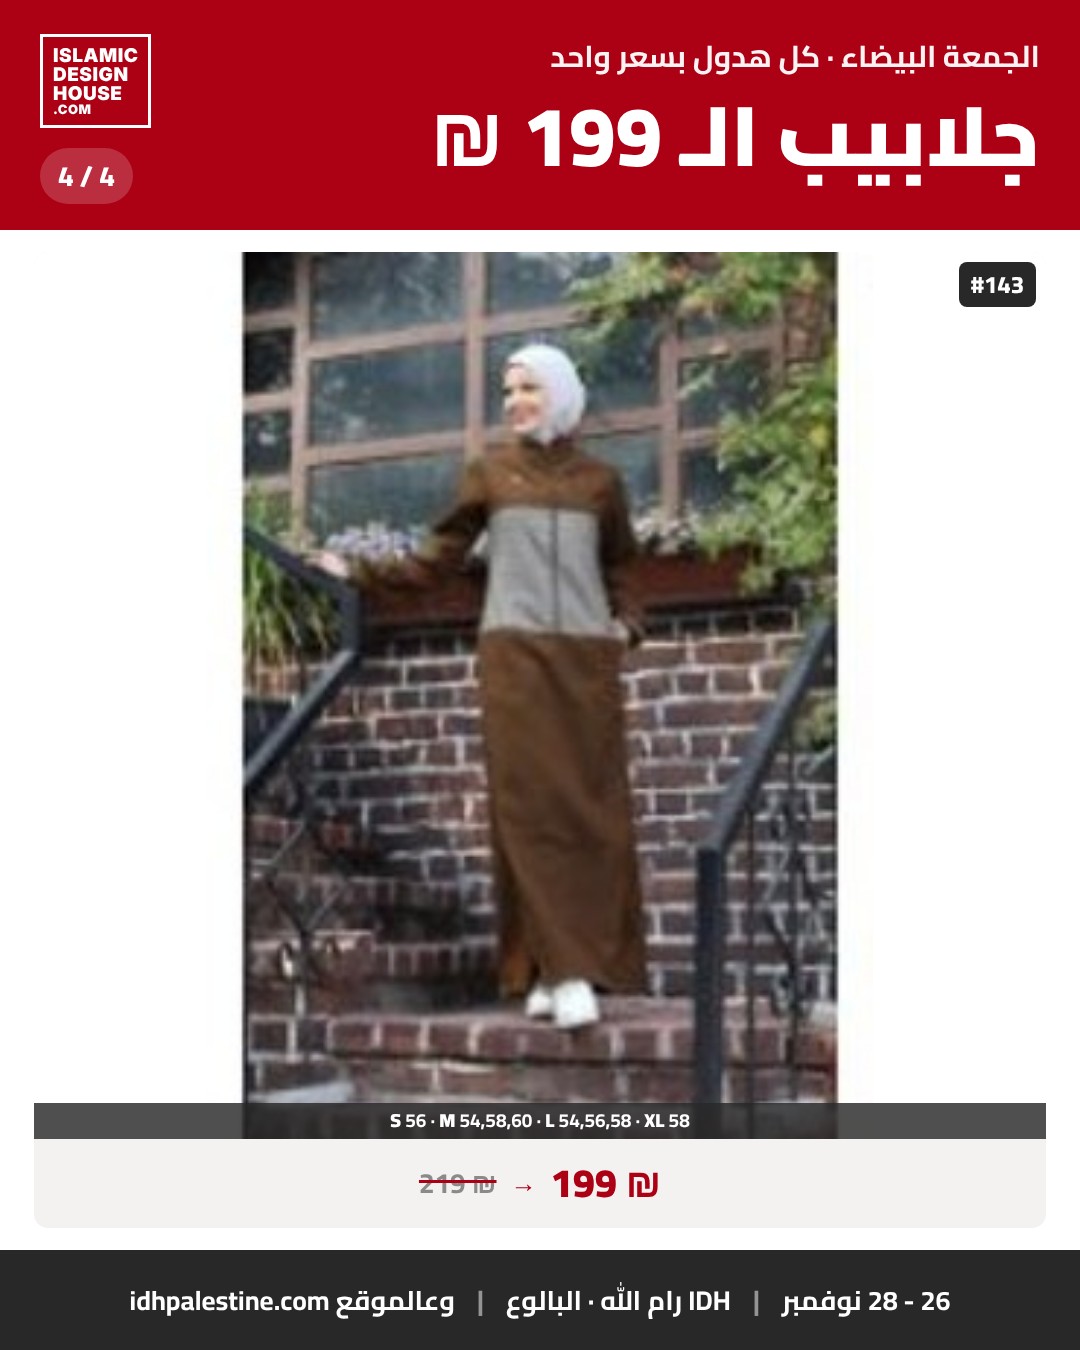 ISLAMIC
DESIGN
HOUSE
.COM
الجمعة البيضاء · كل هدول بسعر واحد
جلابيب الـ 199 ₪
4 / 4
#143
S 56 · M 54,58,60 · L 54,56,58 · XL 58
219 ₪ → 199 ₪
26 - 28 نوفمبر | IDH رام الله · البالوع | وعالموقع idhpalestine.com